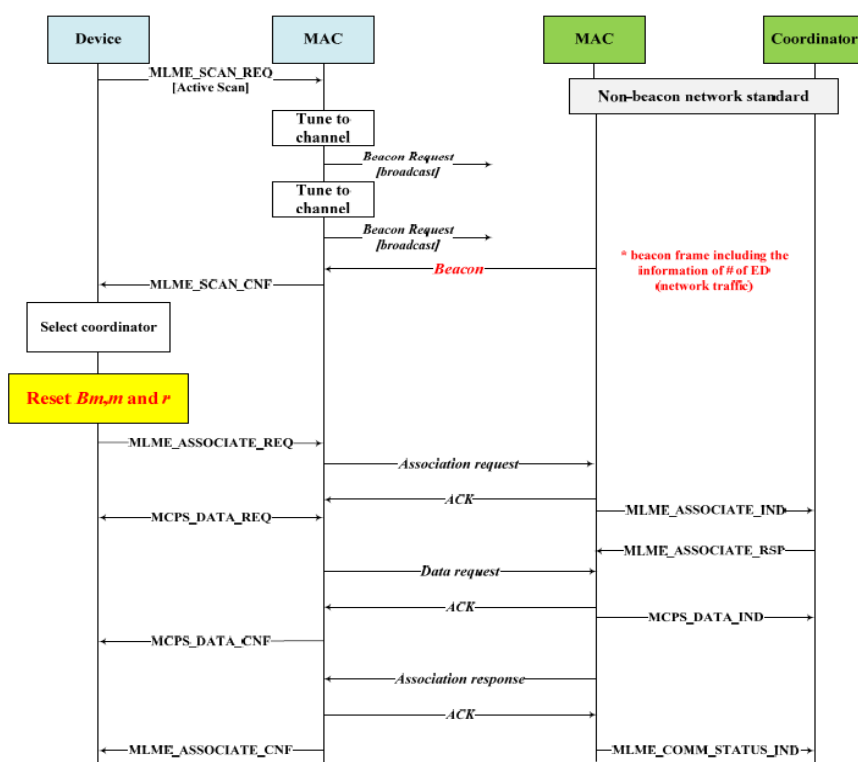 Device
MAC
MAC
Coordinator
MLME_SCAN_REQ
[Active Scan]
Non-beacon network standard
Tune to
channel
Beacon Request
[broadcast]
Tune to
channel
Beacon Request
[broadcast]
Beacon
* beacon frame including the
information of # of ED
(network traffic)
MLME_SCAN_CNF
Select coordinator
Reset Bm,m and r
MLME_ASSOCIATE_REQ
Association request
ACK
MCPS_DATA_REQ
MLME_ASSOCIATE_IND
MLME_ASSOCIATE_RSP
Data request
ACK
MCPS_DATA_IND
MCPS_DATA_CNF
Association response
ACK
MLME_ASSOCIATE_CNF
MLME_COMM_STATUS_IND